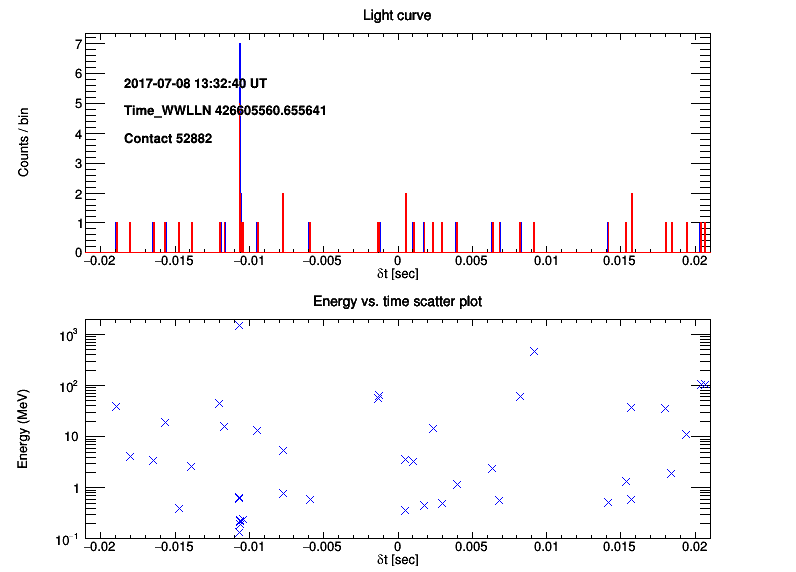 Light curve
Counts / bin
7
6
5
4
3
2
1
0
2017-07-08 13:32:40 UT
Time_WWLLN 426605560.655641
Contact 52882
−0.02 −0.015 −0.01 −0.005 0 0.005 0.01 0.015 0.02
δt [sec]
Energy vs. time scatter plot
Energy (MeV)
10³
10²
10
1
10⁻¹
−0.02 −0.015 −0.01 −0.005 0 0.005 0.01 0.015 0.02
δt [sec]